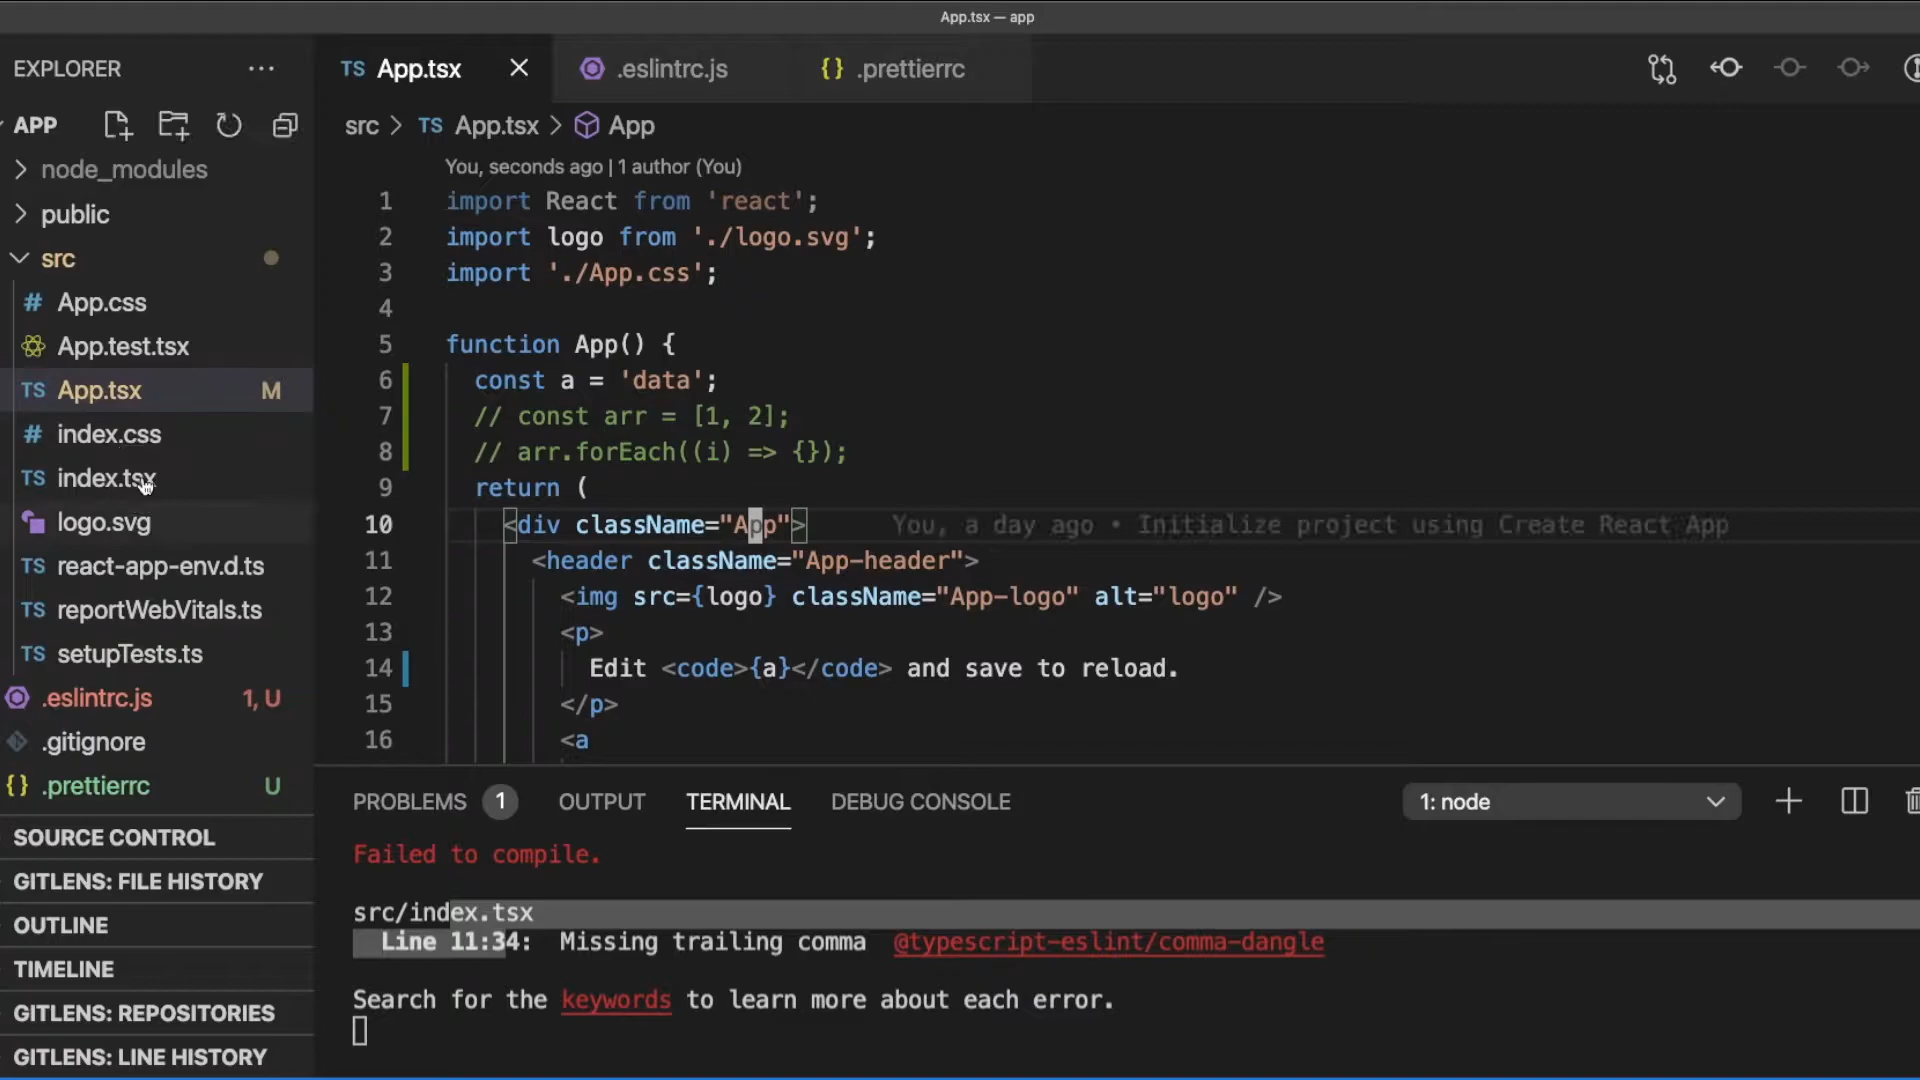 App.tsx — app
EXPLORER ···
TS App.tsx
.eslintrc.js
{} .prettierrc
APP
node_modules
public
src
# App.css
App.test.tsx
TS App.tsx M
# index.css
TS index.tsx
logo.svg
TS react-app-env.d.ts
TS reportWebVitals.ts
TS setupTests.ts
.eslintrc.js 1, U
.gitignore
{} .prettierrc U
SOURCE CONTROL
GITLENS: FILE HISTORY
OUTLINE
TIMELINE
GITLENS: REPOSITORIES
GITLENS: LINE HISTORY
src > TS App.tsx > App
You, seconds ago | 1 author (You)
1 import React from 'react';
2 import logo from './logo.svg';
3 import './App.css';
4
5 function App() {
6 const a = 'data';
7 // const arr = [1, 2];
8 // arr.forEach((i) => {});
9 return (
10 <div className="App"> You, a day ago • Initialize project using Create React App
11 <header className="App-header">
12 <img src={logo} className="App-logo" alt="logo" />
13 <p>
14 Edit <code>{a}</code> and save to reload.
15 </p>
16 <a
PROBLEMS 1 OUTPUT TERMINAL DEBUG CONSOLE 1: node
Failed to compile.
src/index.tsx
Line 11:34: Missing trailing comma @typescript-eslint/comma-dangle
Search for the keywords to learn more about each error.